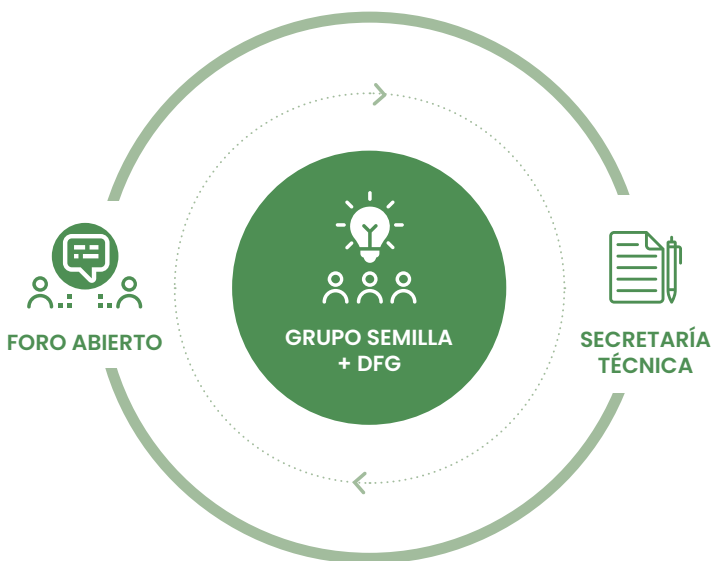 GRUPO SEMILLA
+ DFG
FORO ABIERTO
SECRETARÍA
TÉCNICA